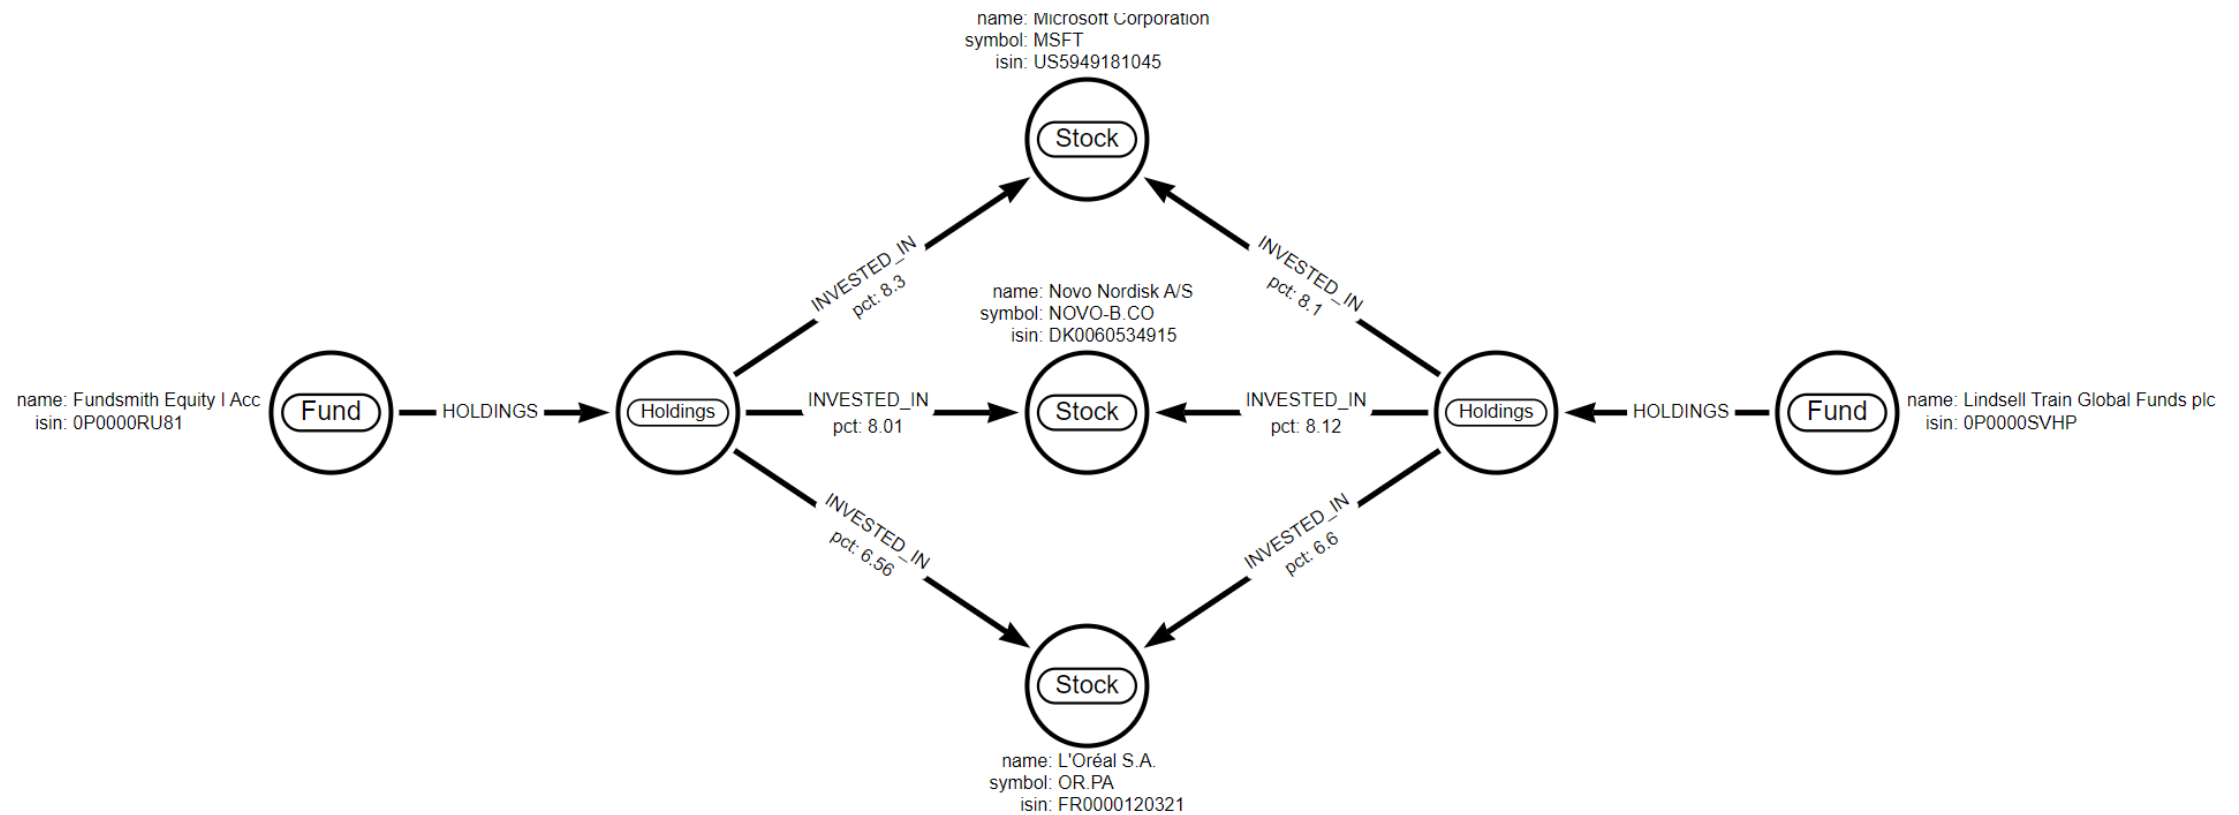 name: Microsoft Corporation
symbol: MSFT
isin: US5949181045
Stock
INVESTED_IN
pct: 8.3
INVESTED_IN
pct: 8.1
name: Novo Nordisk A/S
symbol: NOVO-B.CO
isin: DK0060534915
name: Fundsmith Equity I Acc
isin: 0P0000RU81
Fund
HOLDINGS
Holdings
INVESTED_IN
pct: 8.01
Stock
INVESTED_IN
pct: 8.12
Holdings
HOLDINGS
Fund
name: Lindsell Train Global Funds plc
isin: 0P0000SVHP
INVESTED_IN
pct: 6.56
INVESTED_IN
pct: 6.6
Stock
name: L'Oréal S.A.
symbol: OR.PA
isin: FR0000120321